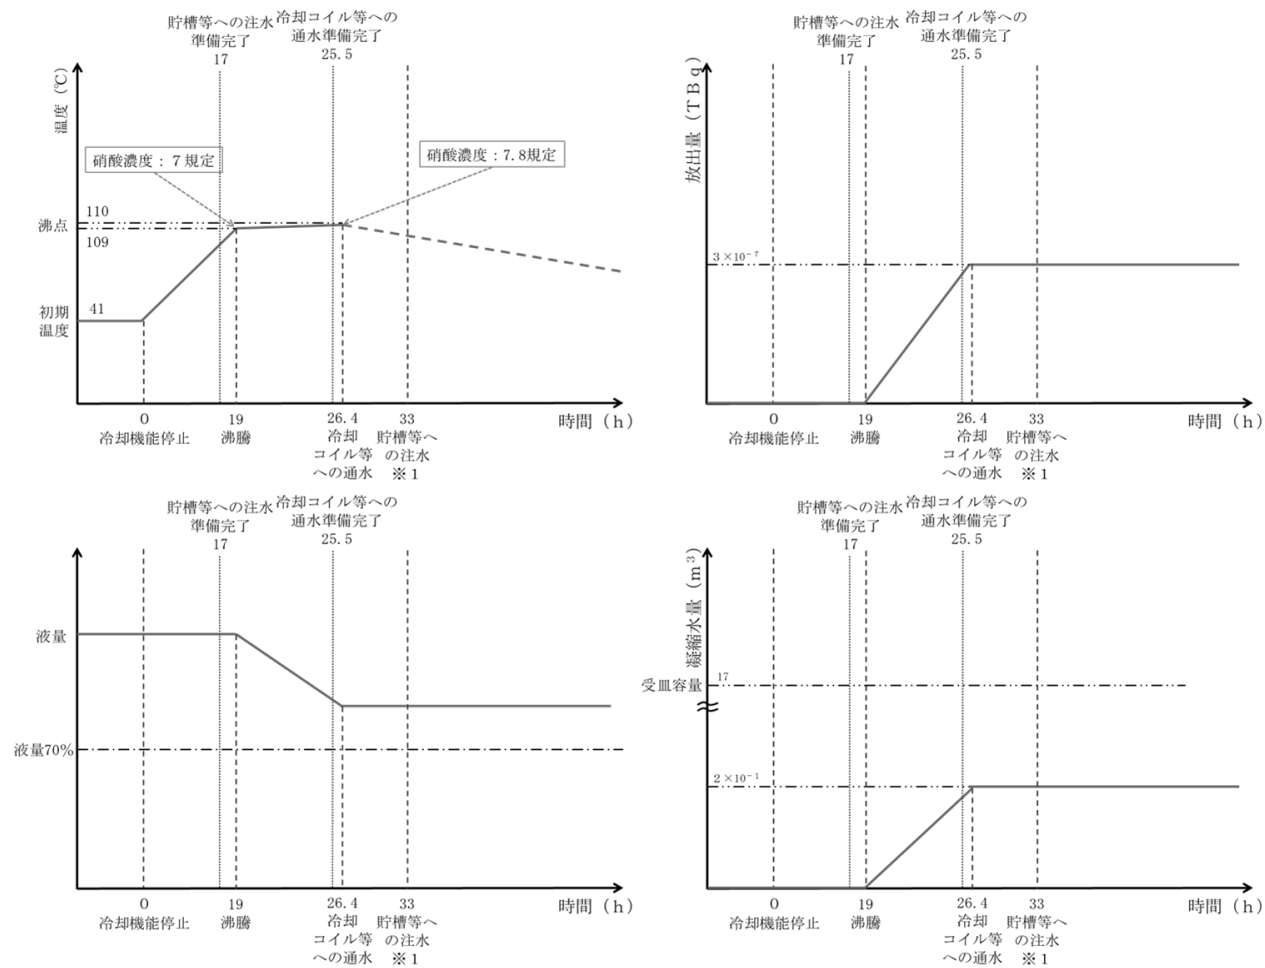 貯槽等への注水
準備完了
17
冷却コイル等への
通水準備完了
25.5
温度(℃)
硝酸濃度:7規定
硝酸濃度:7.8規定
110
沸点
109
初期
温度
41
0
冷却機能停止
19
沸騰
26.4
冷却
コイル等
への通水
33
貯槽等へ
の注水
※1
時間(h)
貯槽等への注水
準備完了
17
冷却コイル等への
通水準備完了
25.5
放出量(TBq)
3×10⁻⁷
0
冷却機能停止
19
沸騰
26.4
冷却
コイル等
への通水
33
貯槽等へ
の注水
※1
時間(h)
貯槽等への注水
準備完了
17
冷却コイル等への
通水準備完了
25.5
液量
液量70%
0
冷却機能停止
19
沸騰
26.4
冷却
コイル等
への通水
33
貯槽等へ
の注水
※1
時間(h)
貯槽等への注水
準備完了
17
冷却コイル等への
通水準備完了
25.5
凝縮水量(m³)
受皿容量
17
2×10⁻¹
0
冷却機能停止
19
沸騰
26.4
冷却
コイル等
への通水
33
貯槽等へ
の注水
※1
時間(h)